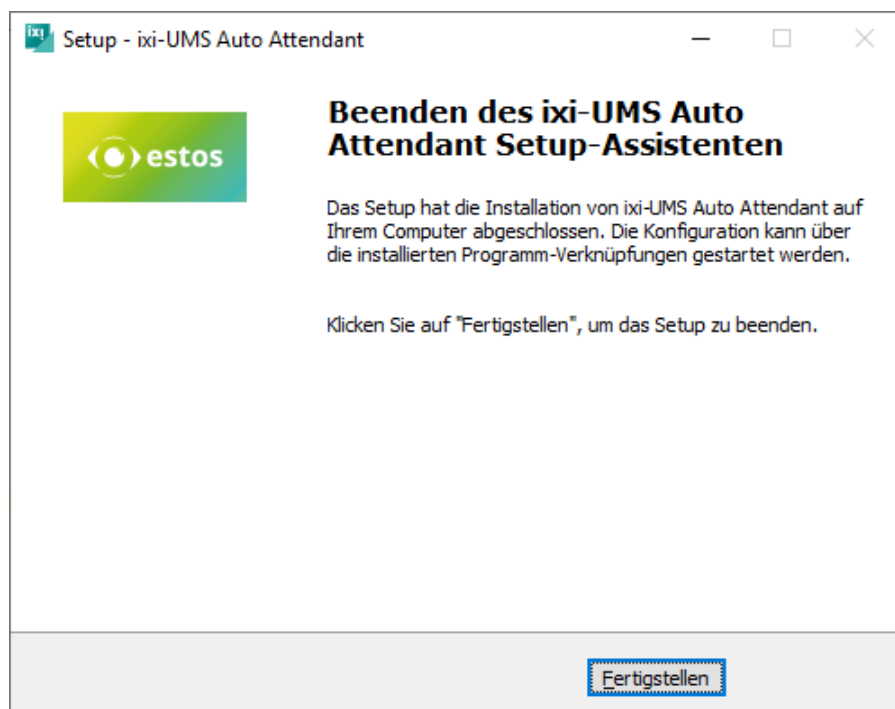 ixi
Setup - ixi-UMS Auto Attendant
estos
Beenden des ixi-UMS Auto
Attendant Setup-Assistenten
Das Setup hat die Installation von ixi-UMS Auto Attendant auf
Ihrem Computer abgeschlossen. Die Konfiguration kann über
die installierten Programm-Verknüpfungen gestartet werden.
Klicken Sie auf "Fertigstellen", um das Setup zu beenden.
Fertigstellen